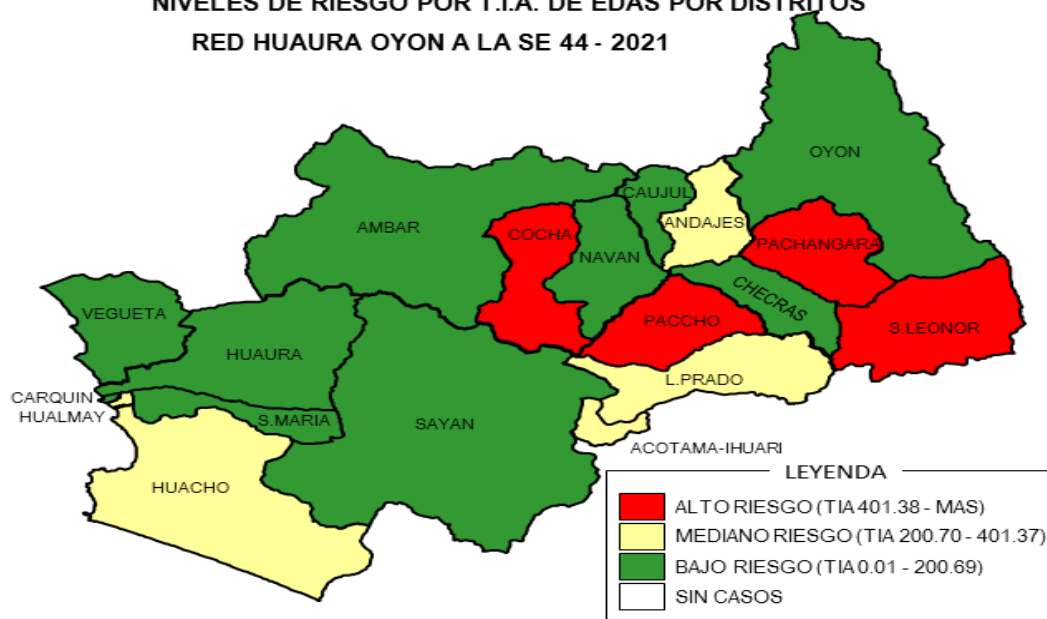 NIVELES DE RIESGO POR T.I.A. DE EDAS POR DISTRITOS
RED HUAURA OYON A LA SE 44 - 2021
OYON
CAUJUL
ANDAJES
AMBAR
COCHA
NAVAN
PACHANGARA
CHECRAS
VEGUETA
PACCHO
S.LEONOR
HUAURA
L.PRADO
CARQUIN
HUALMAY
S.MARIA
SAYAN
ACOTAMA-IHUARI
HUACHO
LEYENDA
ALTO RIESGO (TIA 401.38 - MAS)
MEDIANO RIESGO (TIA 200.70 - 401.37)
BAJO RIESGO (TIA 0.01 - 200.69)
SIN CASOS